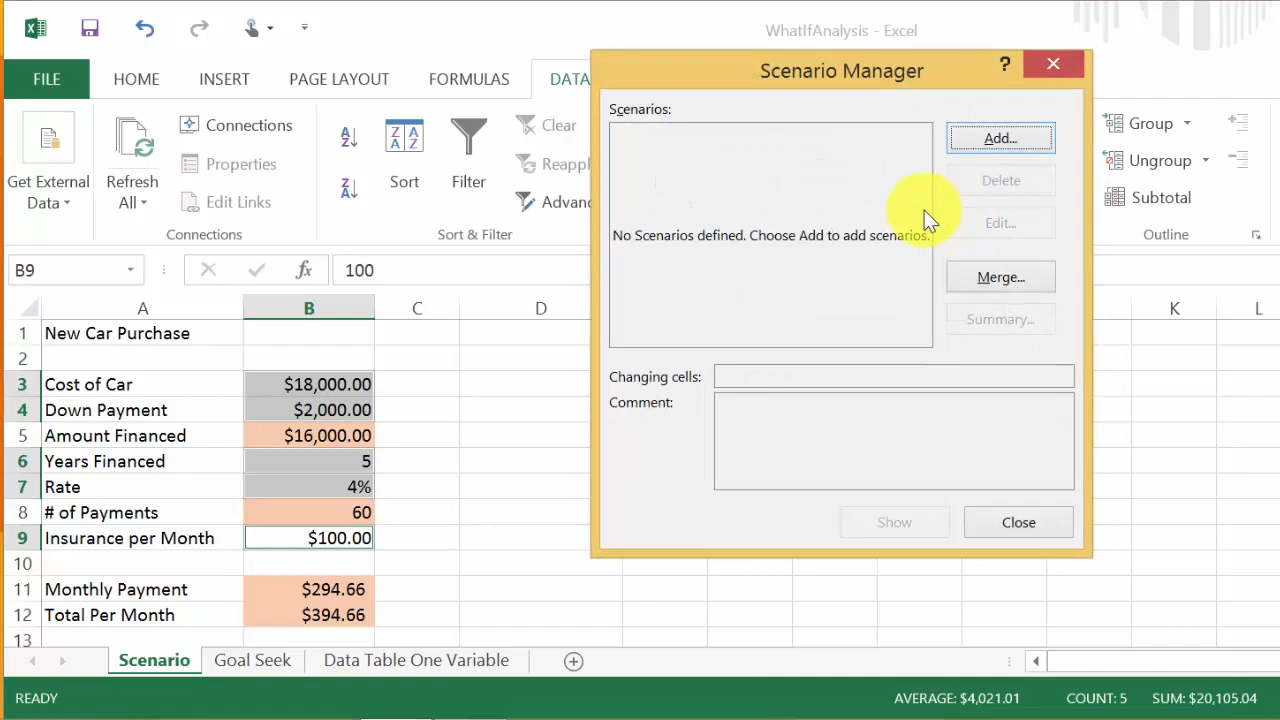 WhatIfAnalysis - Excel
FILE
HOME
INSERT
PAGE LAYOUT
FORMULAS
DATA
Get External
Data
Refresh
All
Connections
Properties
Edit Links
Connections
Sort
Filter
Clear
Reappl
Advanc
Sort & Filter
Group
Ungroup
Subtotal
Outline
Scenario Manager
?
Scenarios:
No Scenarios defined. Choose Add to add scenarios.
Add...
Delete
Edit...
Merge...
Summary...
Changing cells:
Comment:
Show
Close
B9
fx
100
A B C D K L
1 New Car Purchase
2
3 Cost of Car $18,000.00
4 Down Payment $2,000.00
5 Amount Financed $16,000.00
6 Years Financed 5
7 Rate 4%
8 # of Payments 60
9 Insurance per Month $100.00
10
11 Monthly Payment $294.66
12 Total Per Month $394.66
13
Scenario
Goal Seek
Data Table One Variable
READY
AVERAGE: $4,021.01
COUNT: 5
SUM: $20,105.04